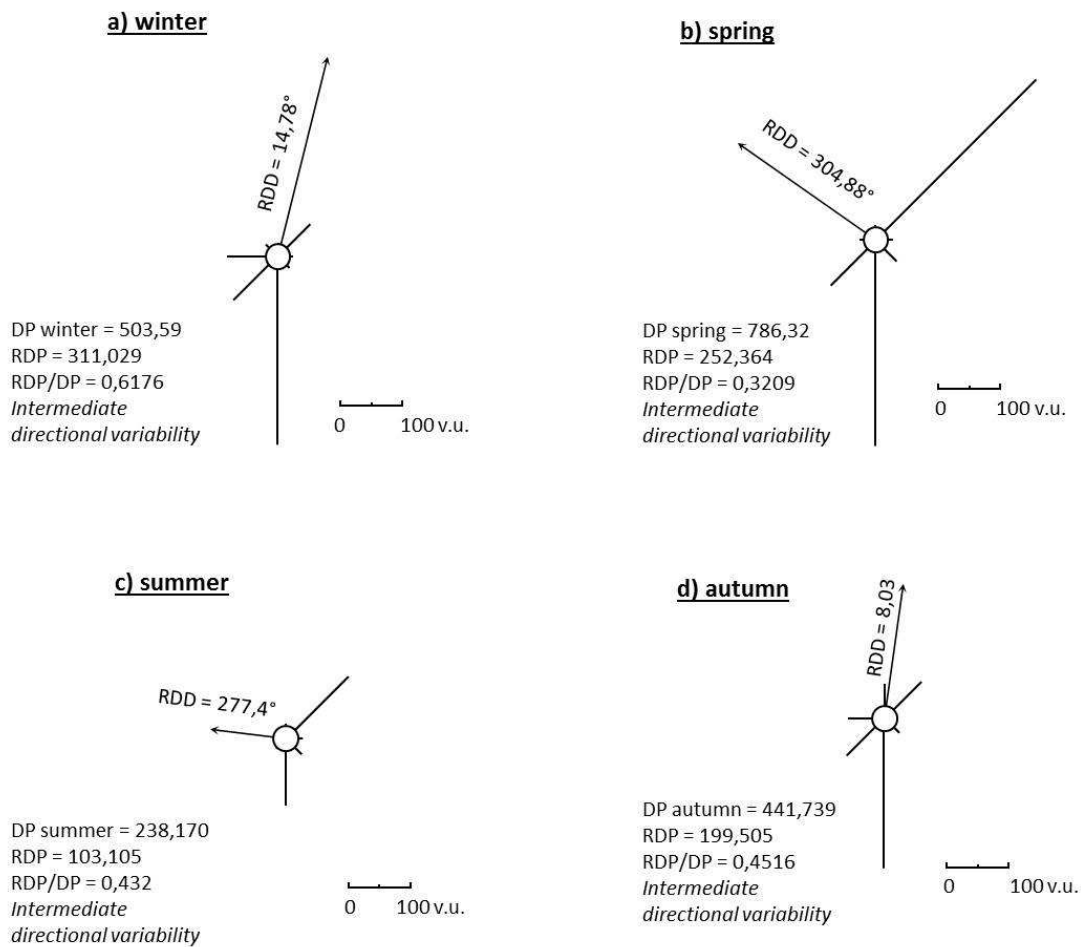 a) winter
RDD = 14,78°
DP winter = 503,59
RDP = 311,029
RDP/DP = 0,6176
Intermediate
directional variability
0 100 v.u.
b) spring
RDD = 304,88°
DP spring = 786,32
RDP = 252,364
RDP/DP = 0,3209
Intermediate
directional variability
0 100 v.u.
c) summer
RDD = 277,4°
DP summer = 238,170
RDP = 103,105
RDP/DP = 0,432
Intermediate
directional variability
0 100 v.u.
d) autumn
RDD = 8,03
DP autumn = 441,739
RDP = 199,505
RDP/DP = 0,4516
Intermediate
directional variability
0 100 v.u.